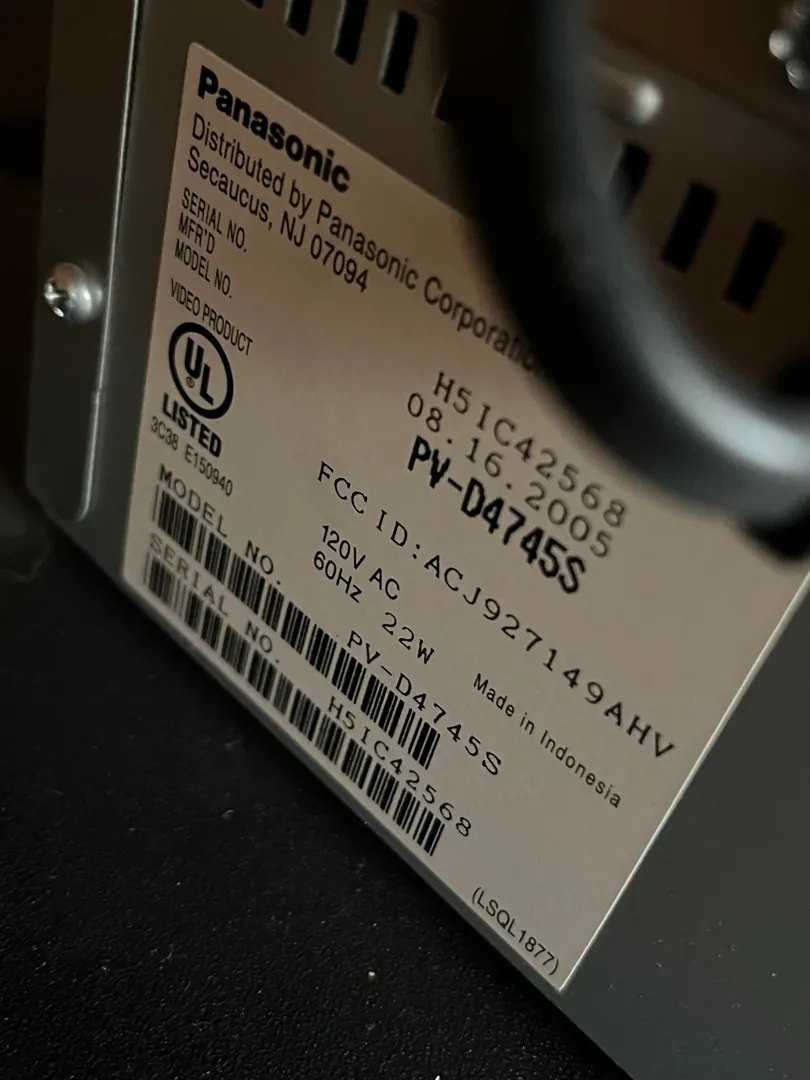 Panasonic
Distributed by Panasonic Corporation
Secaucus, NJ 07094
SERIAL NO.
MFR'D
MODEL NO.
H5IC42568
08.16.2005
PV-D4745S
VIDEO PRODUCT
UL
®
LISTED
3C38 E150940
FCC ID:ACJ927149AHV
120V AC
60Hz 22W
Made in Indonesia
MODEL NO. PV-D4745S
SERIAL NO. H5IC42568
(LSQL1877)